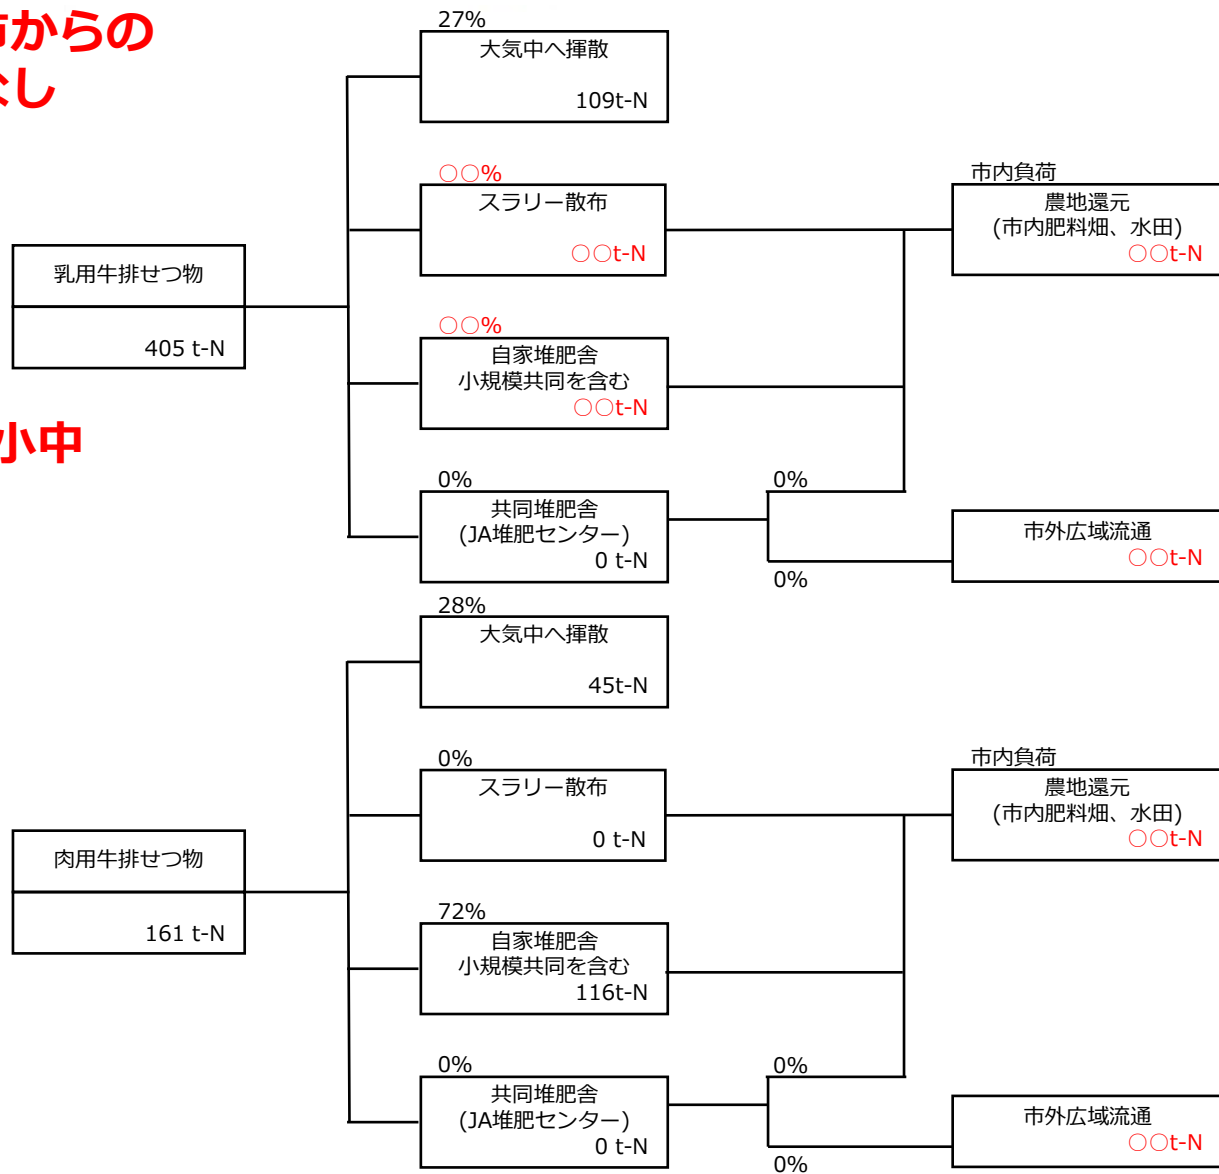 市からの
なし
小中
乳用牛排せつ物
405 t-N
27%
大気中へ揮散
109t-N
○○%
スラリー散布
○○t-N
○○%
自家堆肥舎
小規模共同を含む
○○t-N
0%
共同堆肥舎
(JA堆肥センター)
0 t-N
0%
0%
市内負荷
農地還元
(市内肥料畑、水田)
○○t-N
市外広域流通
○○t-N
肉用牛排せつ物
161 t-N
28%
大気中へ揮散
45t-N
0%
スラリー散布
0 t-N
72%
自家堆肥舎
小規模共同を含む
116t-N
0%
共同堆肥舎
(JA堆肥センター)
0 t-N
0%
0%
市内負荷
農地還元
(市内肥料畑、水田)
○○t-N
市外広域流通
○○t-N